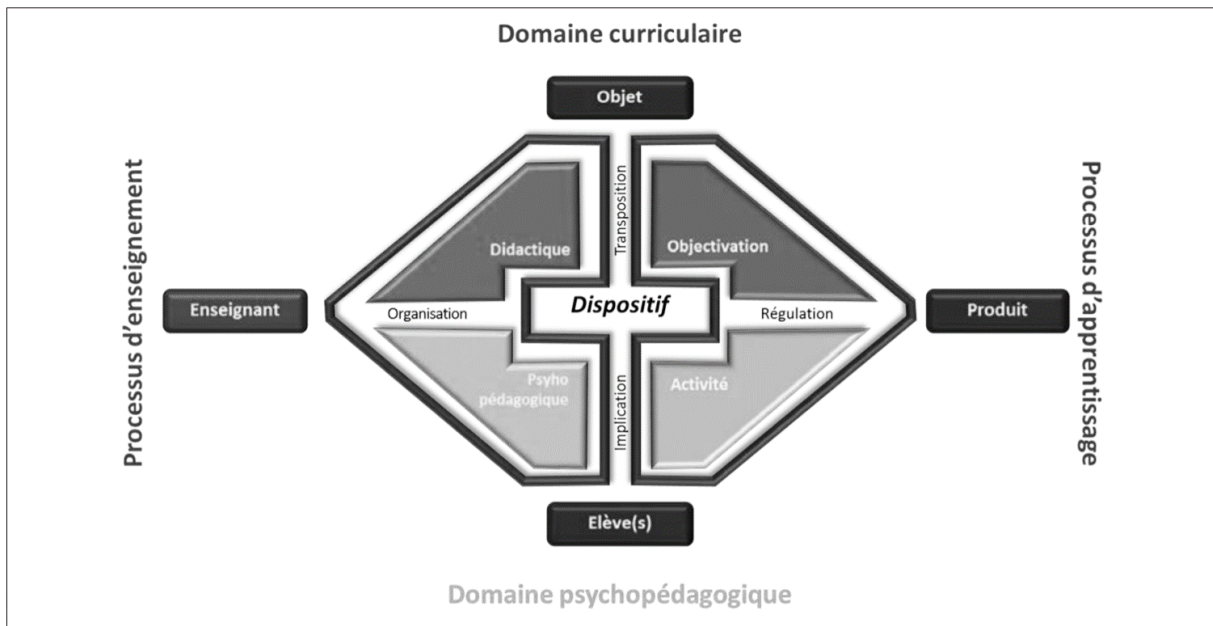 Domaine curriculaire
Objet
Processus d'enseignement
Processus d'apprentissage
Transposition
Didactique
Objectivation
Enseignant
Organisation
Dispositif
Régulation
Produit
Psyho
pédagogique
Activité
Implication
Elève(s)
Domaine psychopédagogique